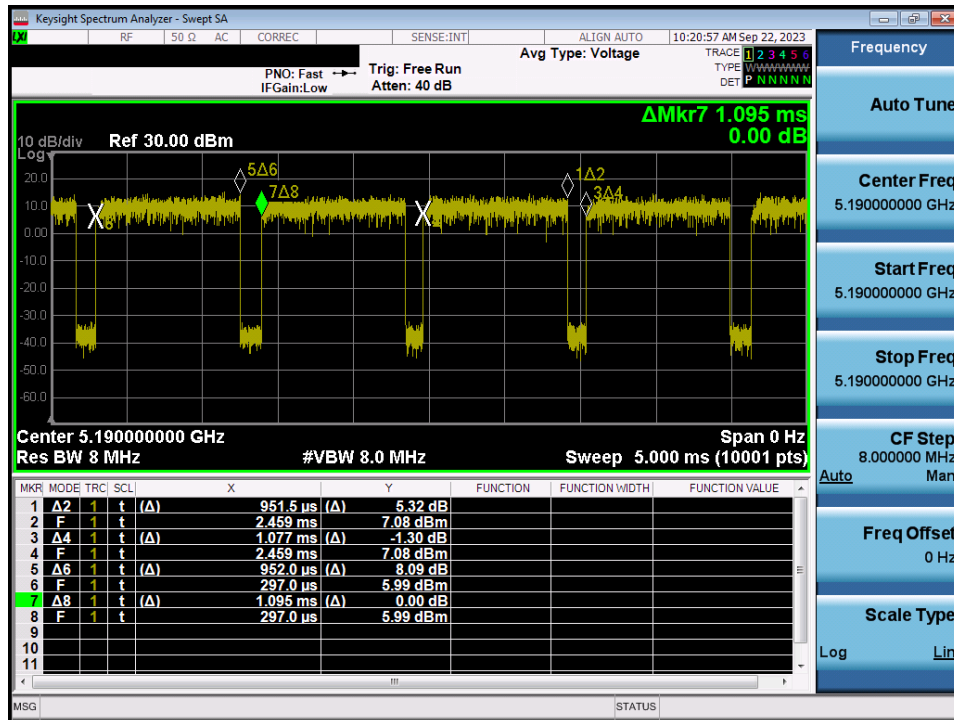 Keysight Spectrum Analyzer - Swept SA
LXI RF 50 Ω AC CORREC SENSE:INT ALIGN AUTO 10:20:57 AM Sep 22, 2023
Avg Type: Voltage TRACE 1 2 3 4 5 6
PNO: Fast Trig: Free Run TYPE WWWWWW
IFGain:Low Atten: 40 dB DET P N N N N N
ΔMkr7 1.095 ms
0.00 dB
10 dB/div Ref 30.00 dBm
Log
20.0
10.0
0.00
-10.0
-20.0
-30.0
-40.0
-50.0
-60.0
5Δ6
7Δ8
1Δ2
3Δ4
Center 5.190000000 GHz Span 0 Hz
Res BW 8 MHz #VBW 8.0 MHz Sweep 5.000 ms (10001 pts)
MKR MODE TRC SCL X Y FUNCTION FUNCTION WIDTH FUNCTION VALUE
1 Δ2 1 t (Δ) 951.5 µs (Δ) 5.32 dB
2 F 1 t 2.459 ms 7.08 dBm
3 Δ4 1 t (Δ) 1.077 ms (Δ) -1.30 dB
4 F 1 t 2.459 ms 7.08 dBm
5 Δ6 1 t (Δ) 952.0 µs (Δ) 8.09 dB
6 F 1 t 297.0 µs 5.99 dBm
7 Δ8 1 t (Δ) 1.095 ms (Δ) 0.00 dB
8 F 1 t 297.0 µs 5.99 dBm
9
10
11
MSG STATUS
Frequency
Auto Tune
Center Freq
5.190000000 GHz
Start Freq
5.190000000 GHz
Stop Freq
5.190000000 GHz
CF Step
8.000000 MHz
Auto Man
Freq Offset
0 Hz
Scale Type
Log Lin